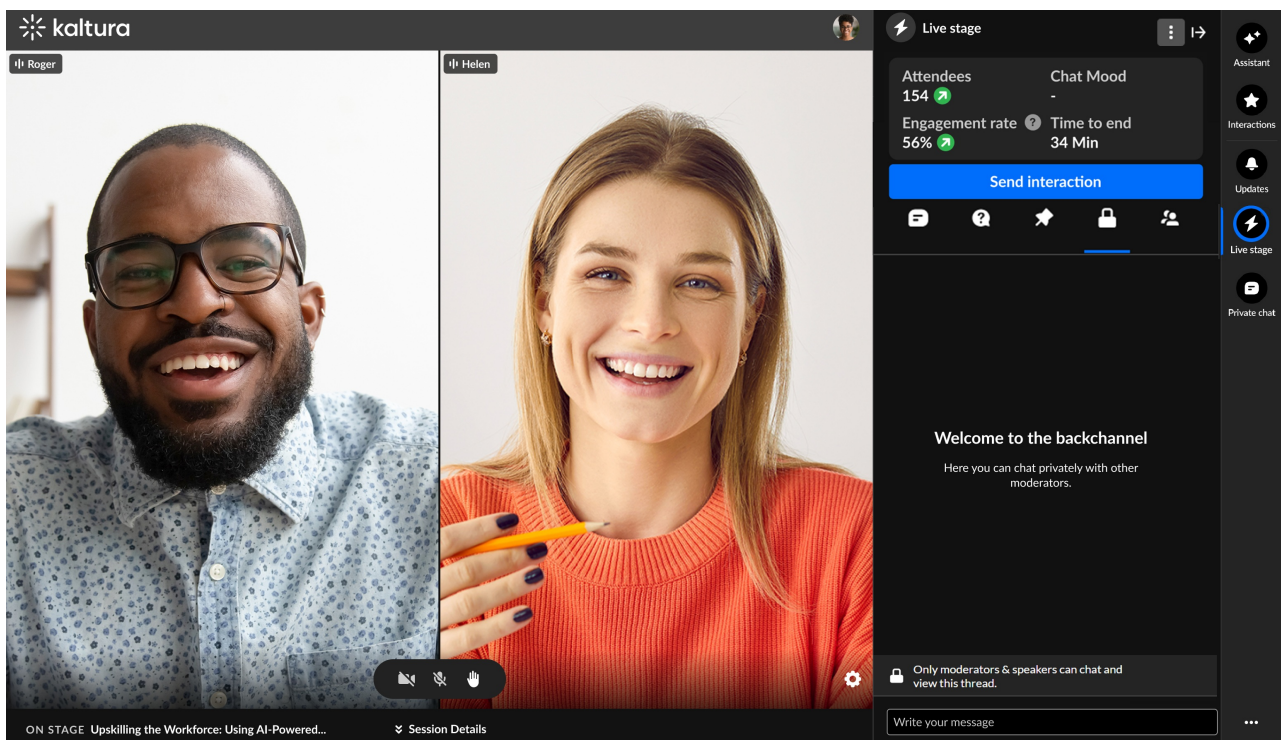 kaltura
Roger
Helen
Live stage
Attendees
154
Chat Mood
-
Engagement rate ?
56%
Time to end
34 Min
Send interaction
Welcome to the backchannel
Here you can chat privately with other
moderators.
Only moderators & speakers can chat and
view this thread.
Write your message
Assistant
Interactions
Updates
Live stage
Private chat
ON STAGE Upskilling the Workforce: Using AI-Powered...
Session Details